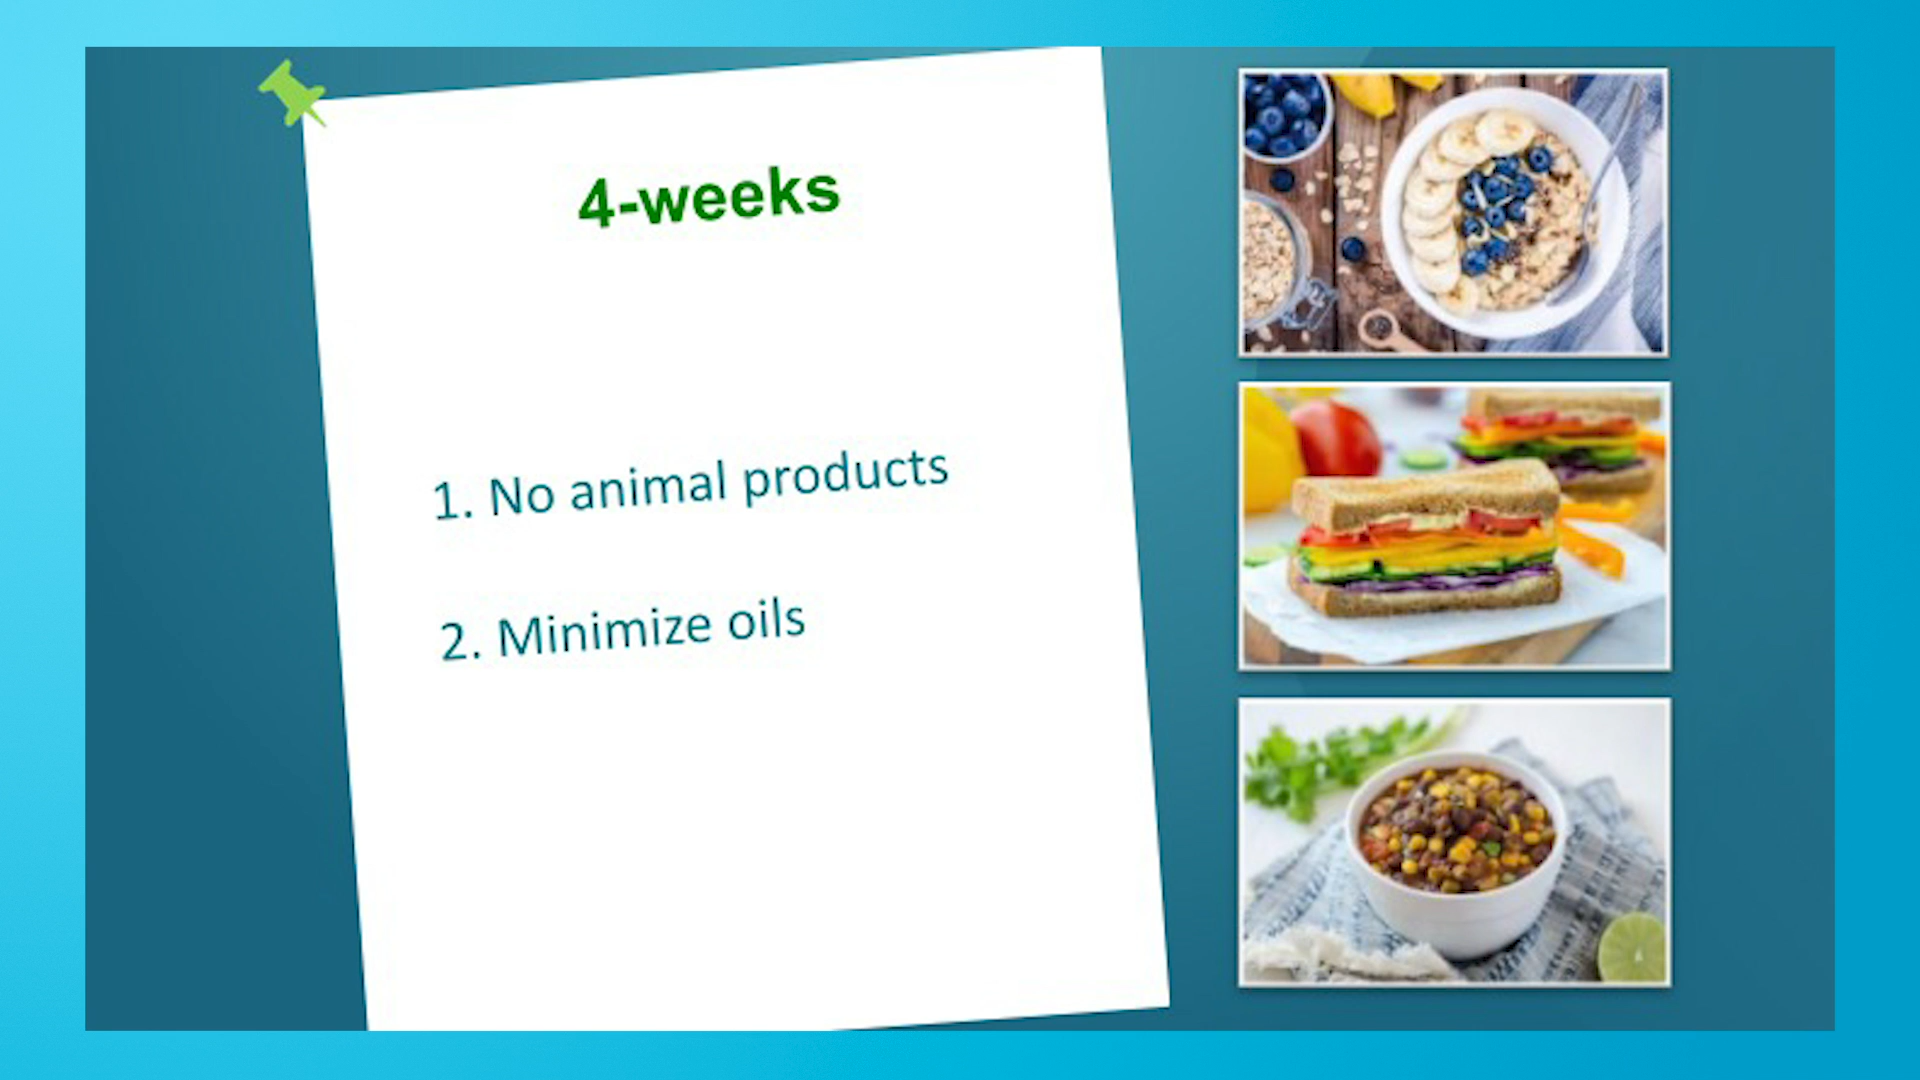 4-weeks
1. No animal products
2. Minimize oils